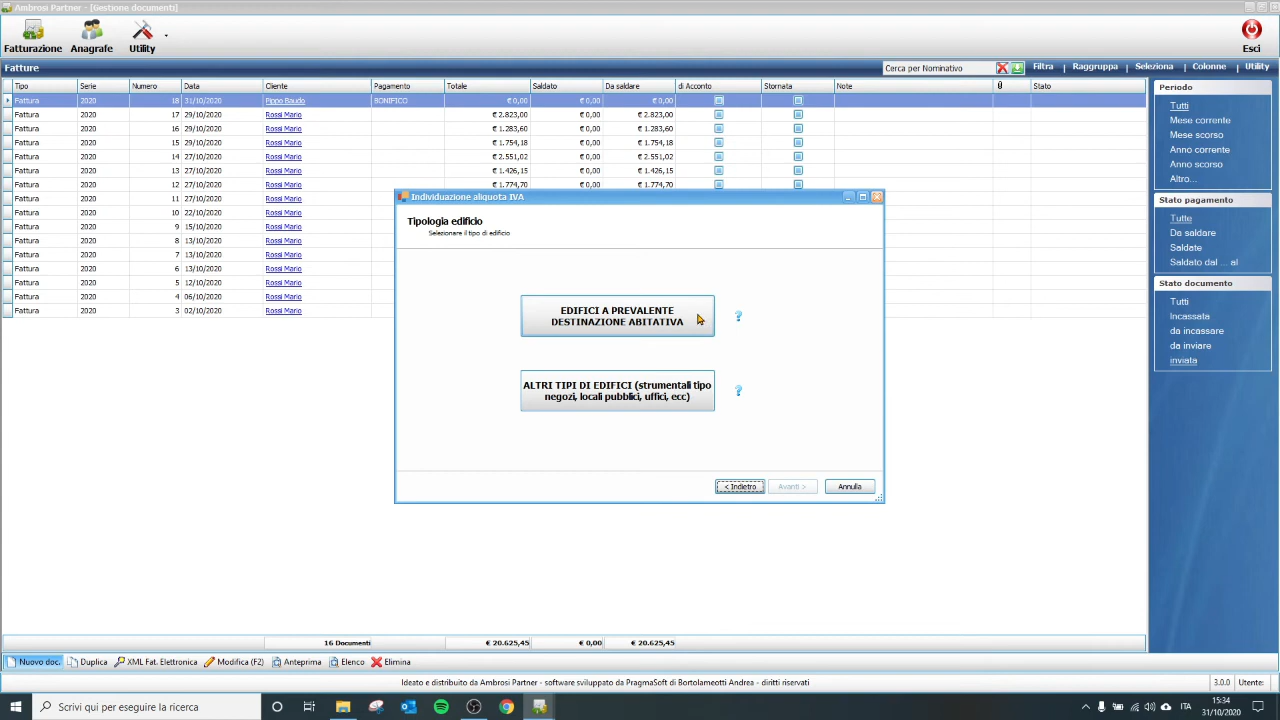 Ambrosi Partner - [Gestione documenti]
Fatturazione Anagrafe Utility Esci
Fatture Cerca per Nominativo Filtra | Raggruppa | Seleziona | Colonne | Utility
Tipo Serie Numero Data Cliente Pagamento Totale Saldato Da saldare di Acconto Stornata Note Stato
Fattura 2020 18 31/10/2020 Pippo Baudo BONIFICO € 0,00 € 0,00 € 0,00
Fattura 2020 17 29/10/2020 Rossi Mario € 2.823,00 € 0,00 € 2.823,00
Fattura 2020 16 29/10/2020 Rossi Mario € 1.283,60 € 0,00 € 1.283,60
Fattura 2020 15 29/10/2020 Rossi Mario € 1.754,18 € 0,00 € 1.754,18
Fattura 2020 14 27/10/2020 Rossi Mario € 2.551,02 € 0,00 € 2.551,02
Fattura 2020 13 27/10/2020 Rossi Mario € 1.426,15 € 0,00 € 1.426,15
Fattura 2020 12 27/10/2020 Rossi Mario € 1.774,70 € 0,00 € 1.774,70
Fattura 2020 11 27/10/2020 Rossi Mario
Fattura 2020 10 22/10/2020 Rossi Mario
Fattura 2020 9 15/10/2020 Rossi Mario
Fattura 2020 8 13/10/2020 Rossi Mario
Fattura 2020 7 13/10/2020 Rossi Mario
Fattura 2020 6 13/10/2020 Rossi Mario
Fattura 2020 5 12/10/2020 Rossi Mario
Fattura 2020 4 06/10/2020 Rossi Mario
Fattura 2020 3 02/10/2020 Rossi Mario
Individuazione aliquota IVA
Tipologia edificio
Selezionare il tipo di edificio
EDIFICI A PREVALENTE
DESTINAZIONE ABITATIVA
?
ALTRI TIPI DI EDIFICI (strumentali tipo
negozi, locali pubblici, uffici, ecc)
?
< Indietro Avanti > Annulla
Periodo
Tutti
Mese corrente
Mese scorso
Anno corrente
Anno scorso
Altro...
Stato pagamento
Tutte
Da saldare
Saldate
Saldato dal ... al
Stato documento
Tutti
Incassata
da incassare
da inviare
inviata
16 Documenti € 20.625,45 € 0,00 € 20.625,45
Nuovo doc. Duplica XML Fat. Elettronica Modifica (F2) Anteprima Elenco Elimina
Ideato e distribuito da Ambrosi Partner - software sviluppato da PragmaSoft di Bortolameotti Andrea - diritti riservati 3.0.0 Utente:
Scrivi qui per eseguire la ricerca ITA 15:34
31/10/2020